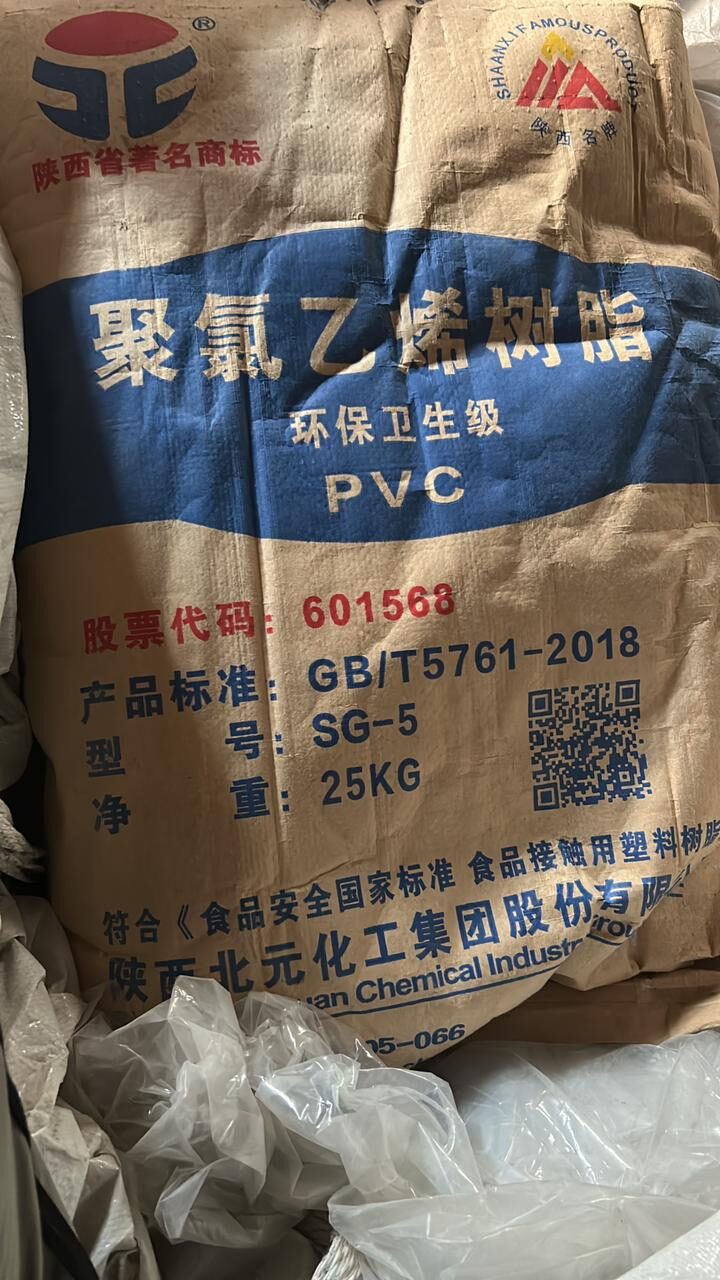 ®
SHAANXI FAMOUS PRODUCT
陕西名牌
陕西省著名商标
聚氯乙烯树脂
环保卫生级
PVC
股票代码：601568
产品标准：GB/T5761-2018
型号：SG-5
净重：25KG
符合《食品安全国家标准 食品接触用塑料树脂
陕西北元化工集团股份有限
Chemical Industr
-066